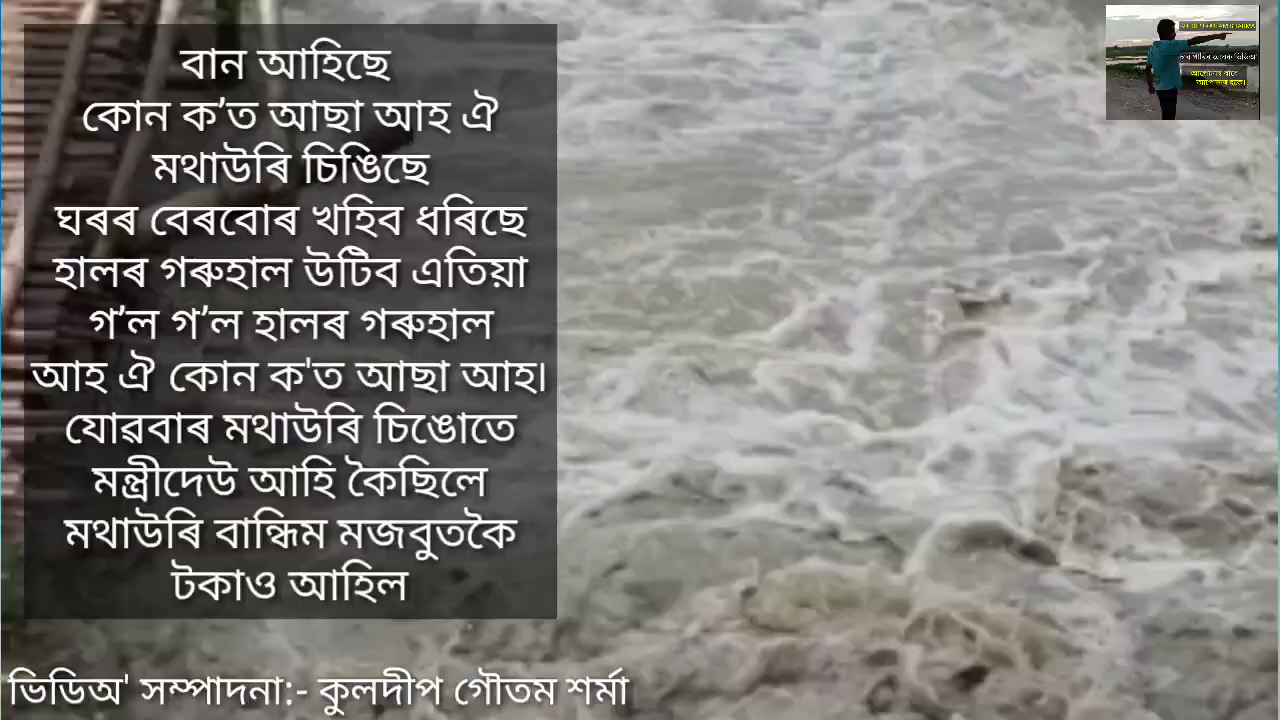 বান আহিছে
কোন ক’ত আছা আহ ঐ
মথাউৰি চিঙিছে
ঘৰৰ বেৰবোৰ খহিব ধৰিছে
হালৰ গৰুহাল উটিব এতিয়া
গ’ল গ’ল হালৰ গৰুহাল
আহ ঐ কোন ক'ত আছা আহ।
যোৱবাৰ মথাউৰি চিঙোতে
মন্ত্ৰীদেউ আহি কৈছিলে
মথাউৰি বান্ধিম মজবুতকৈ
টকাও আহিল
ভিডিঅ' সম্পাদনা:- কুলদীপ গৌতম শৰ্মা